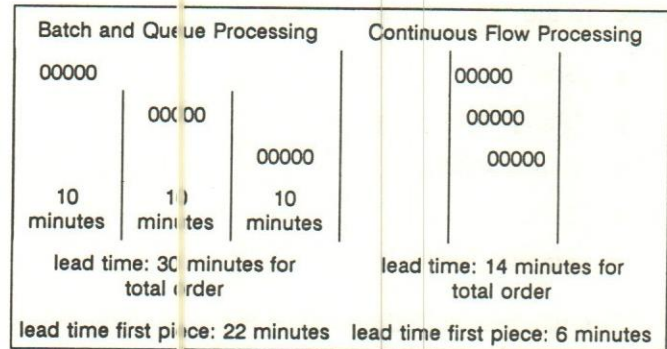 Batch and Queue Processing
00000
00000
00000
10 minutes
10 minutes
10 minutes
lead time: 30 minutes for
total order
lead time first piece: 22 minutes
Continuous Flow Processing
00000
00000
00000
lead time: 14 minutes for
total order
lead time first piece: 6 minutes